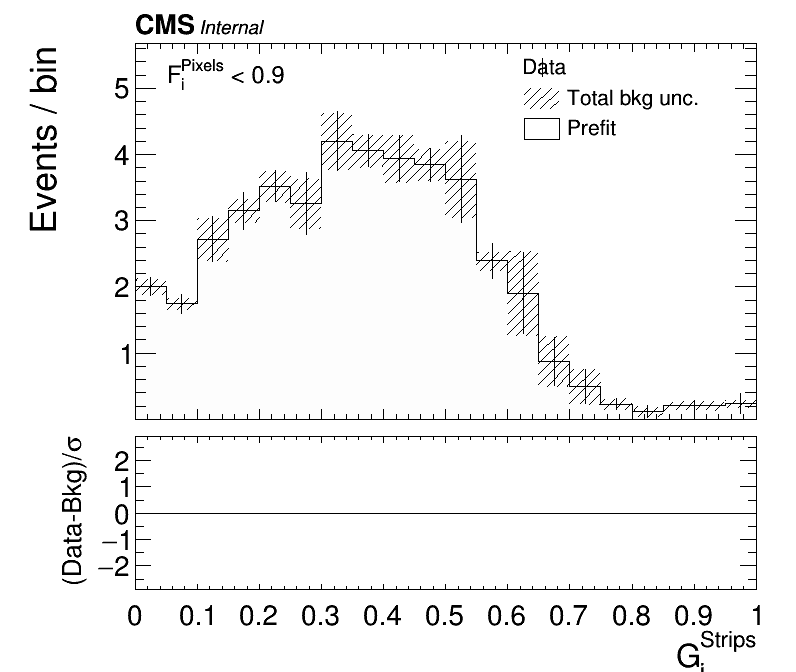 CMS Internal
F_i^Pixels < 0.9
Data
Total bkg unc.
Prefit
Events / bin
5
4
3
2
1
(Data-Bkg)/σ
2
1
0
−1
−2
0 0.1 0.2 0.3 0.4 0.5 0.6 0.7 0.8 0.9 1
G_i^Strips